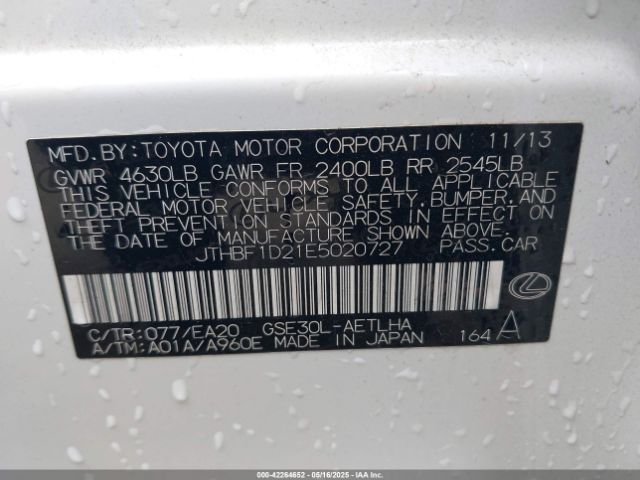 MFD. BY: TOYOTA MOTOR CORPORATION 11/13
GVWR 4630LB GAWR FR 2400LB RR 2545LB
THIS VEHICLE CONFORMS TO ALL APPLICABLE
FEDERAL MOTOR VEHICLE SAFETY, BUMPER, AND
THEFT PREVENTION STANDARDS IN EFFECT ON
THE DATE OF MANUFACTURE SHOWN ABOVE.
JTHBF1D21E5020727 PASS. CAR
C/TR: 077/EA20 GSE30L-AETLHA
A/TM: A01A/A960E MADE IN JAPAN 164 A
000-42264652 - 05/16/2025 - IAAI.COM